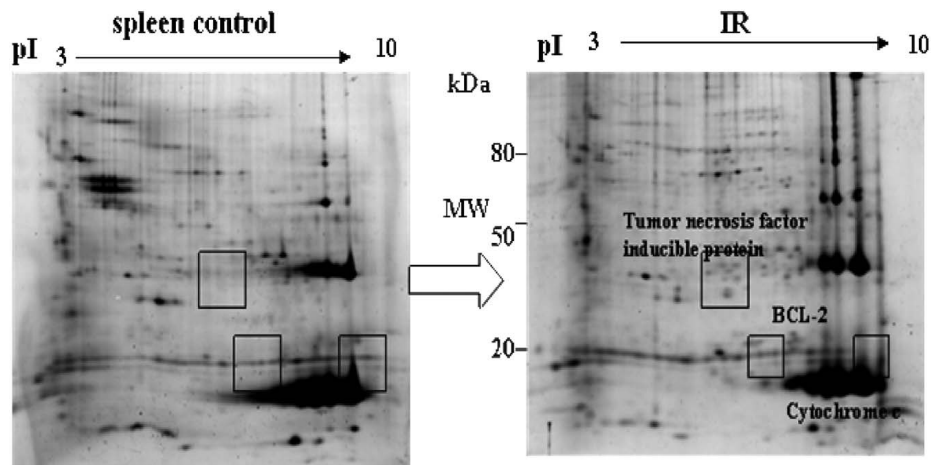 spleen control
pI 3 10
IR
pI 3 10
kDa
80
MW
50
20
Tumor necrosis factor
inducible protein
BCL-2
Cytochrome c